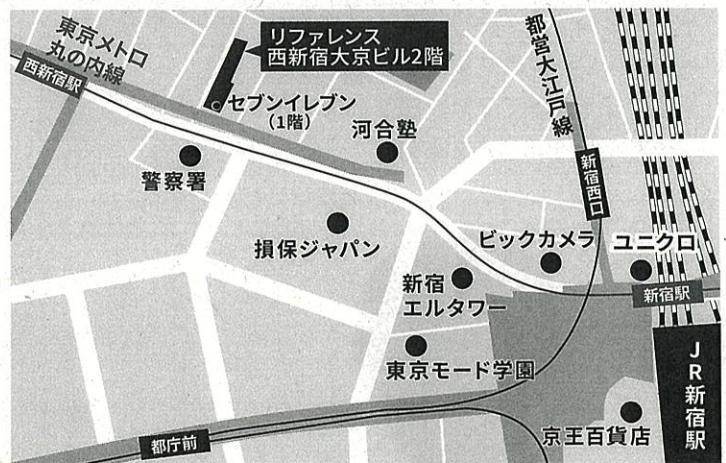 東京メトロ
丸の内線
西新宿駅
リファレンス
西新宿大京ビル2階
セブンイレブン
(1階)
河合塾
警察署
都営大江戸線
新宿西口
損保ジャパン
ビックカメラ
ユニクロ
新宿
エルタワー
新宿駅
東京モード学園
JR新宿駅
都庁前
京王百貨店